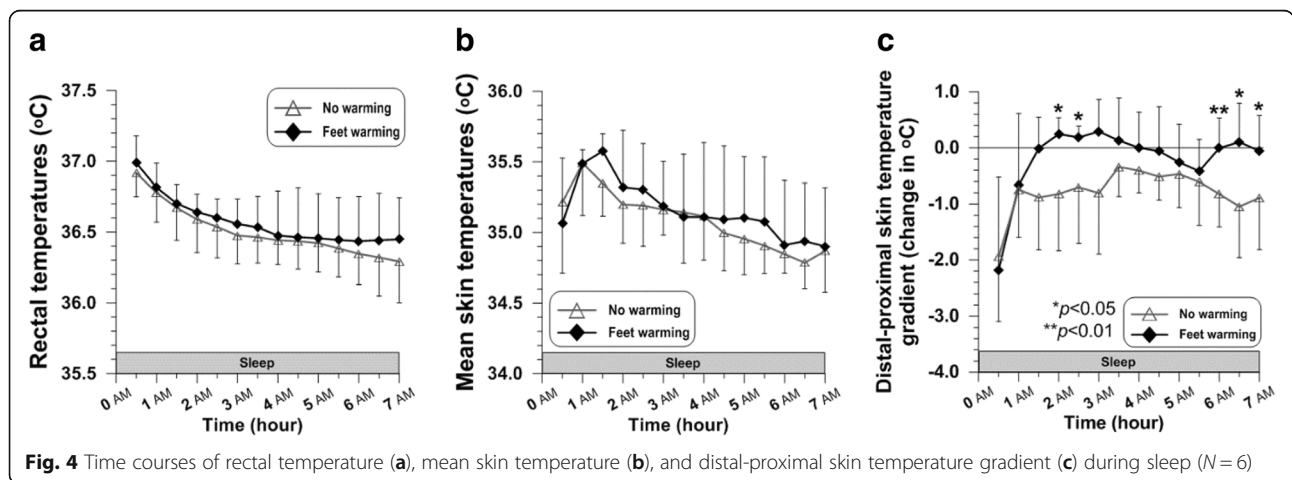 a
Rectal temperatures (oC)
37.5
37.0
36.5
36.0
35.5
No warming
Feet warming
Sleep
0 AM 1 AM 2 AM 3 AM 4 AM 5 AM 6 AM 7 AM
Time (hour)
b
Mean skin temperatures (oC)
36.0
35.5
35.0
34.5
34.0
No warming
Feet warming
Sleep
0 AM 1 AM 2 AM 3 AM 4 AM 5 AM 6 AM 7 AM
Time (hour)
c
Distal-proximal skin temperature
gradient (change in oC)
1.0
0.0
-1.0
-2.0
-3.0
-4.0
* * ** * *
*p<0.05
**p<0.01
No warming
Feet warming
Sleep
0 AM 1 AM 2 AM 3 AM 4 AM 5 AM 6 AM 7 AM
Time (hour)
Fig. 4 Time courses of rectal temperature (a), mean skin temperature (b), and distal-proximal skin temperature gradient (c) during sleep (N = 6)